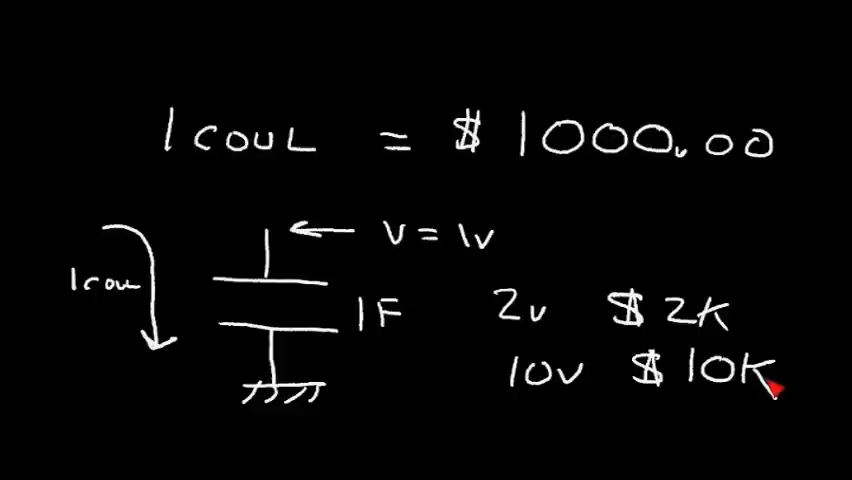 1 COUL = $ 1000.00
V = 1V
1 COUL
1F
2V $ 2K
10V $ 10K